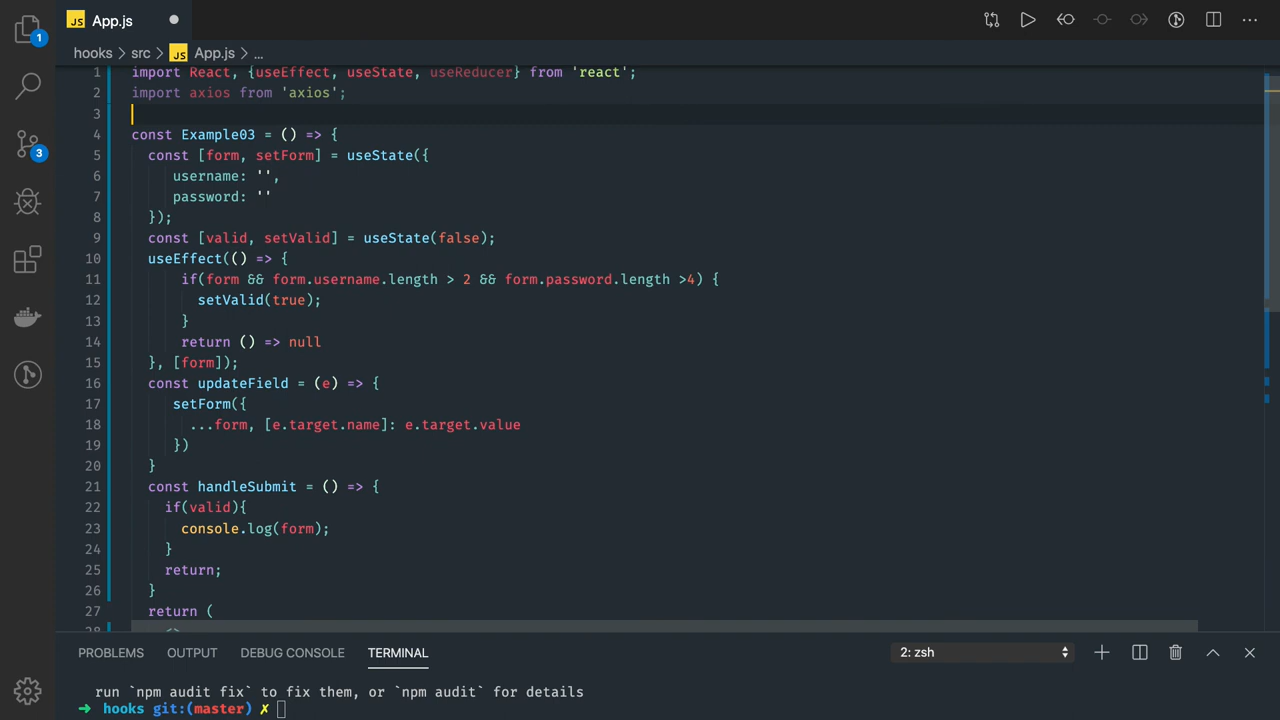 JS App.js
1
hooks > src > JS App.js > ...
1 import React, {useEffect, useState, useReducer} from 'react';
2 import axios from 'axios';
3
4 const Example03 = () => {
5 const [form, setForm] = useState({
6 username: '',
7 password: ''
8 });
9 const [valid, setValid] = useState(false);
10 useEffect(() => {
11 if(form && form.username.length > 2 && form.password.length >4) {
12 setValid(true);
13 }
14 return () => null
15 }, [form]);
16 const updateField = (e) => {
17 setForm({
18 ...form, [e.target.name]: e.target.value
19 })
20 }
21 const handleSubmit = () => {
22 if(valid){
23 console.log(form);
24 }
25 return;
26 }
27 return (
28 <>
3
PROBLEMS OUTPUT DEBUG CONSOLE TERMINAL 2: zsh
run `npm audit fix` to fix them, or `npm audit` for details
➜ hooks git:(master) ✗